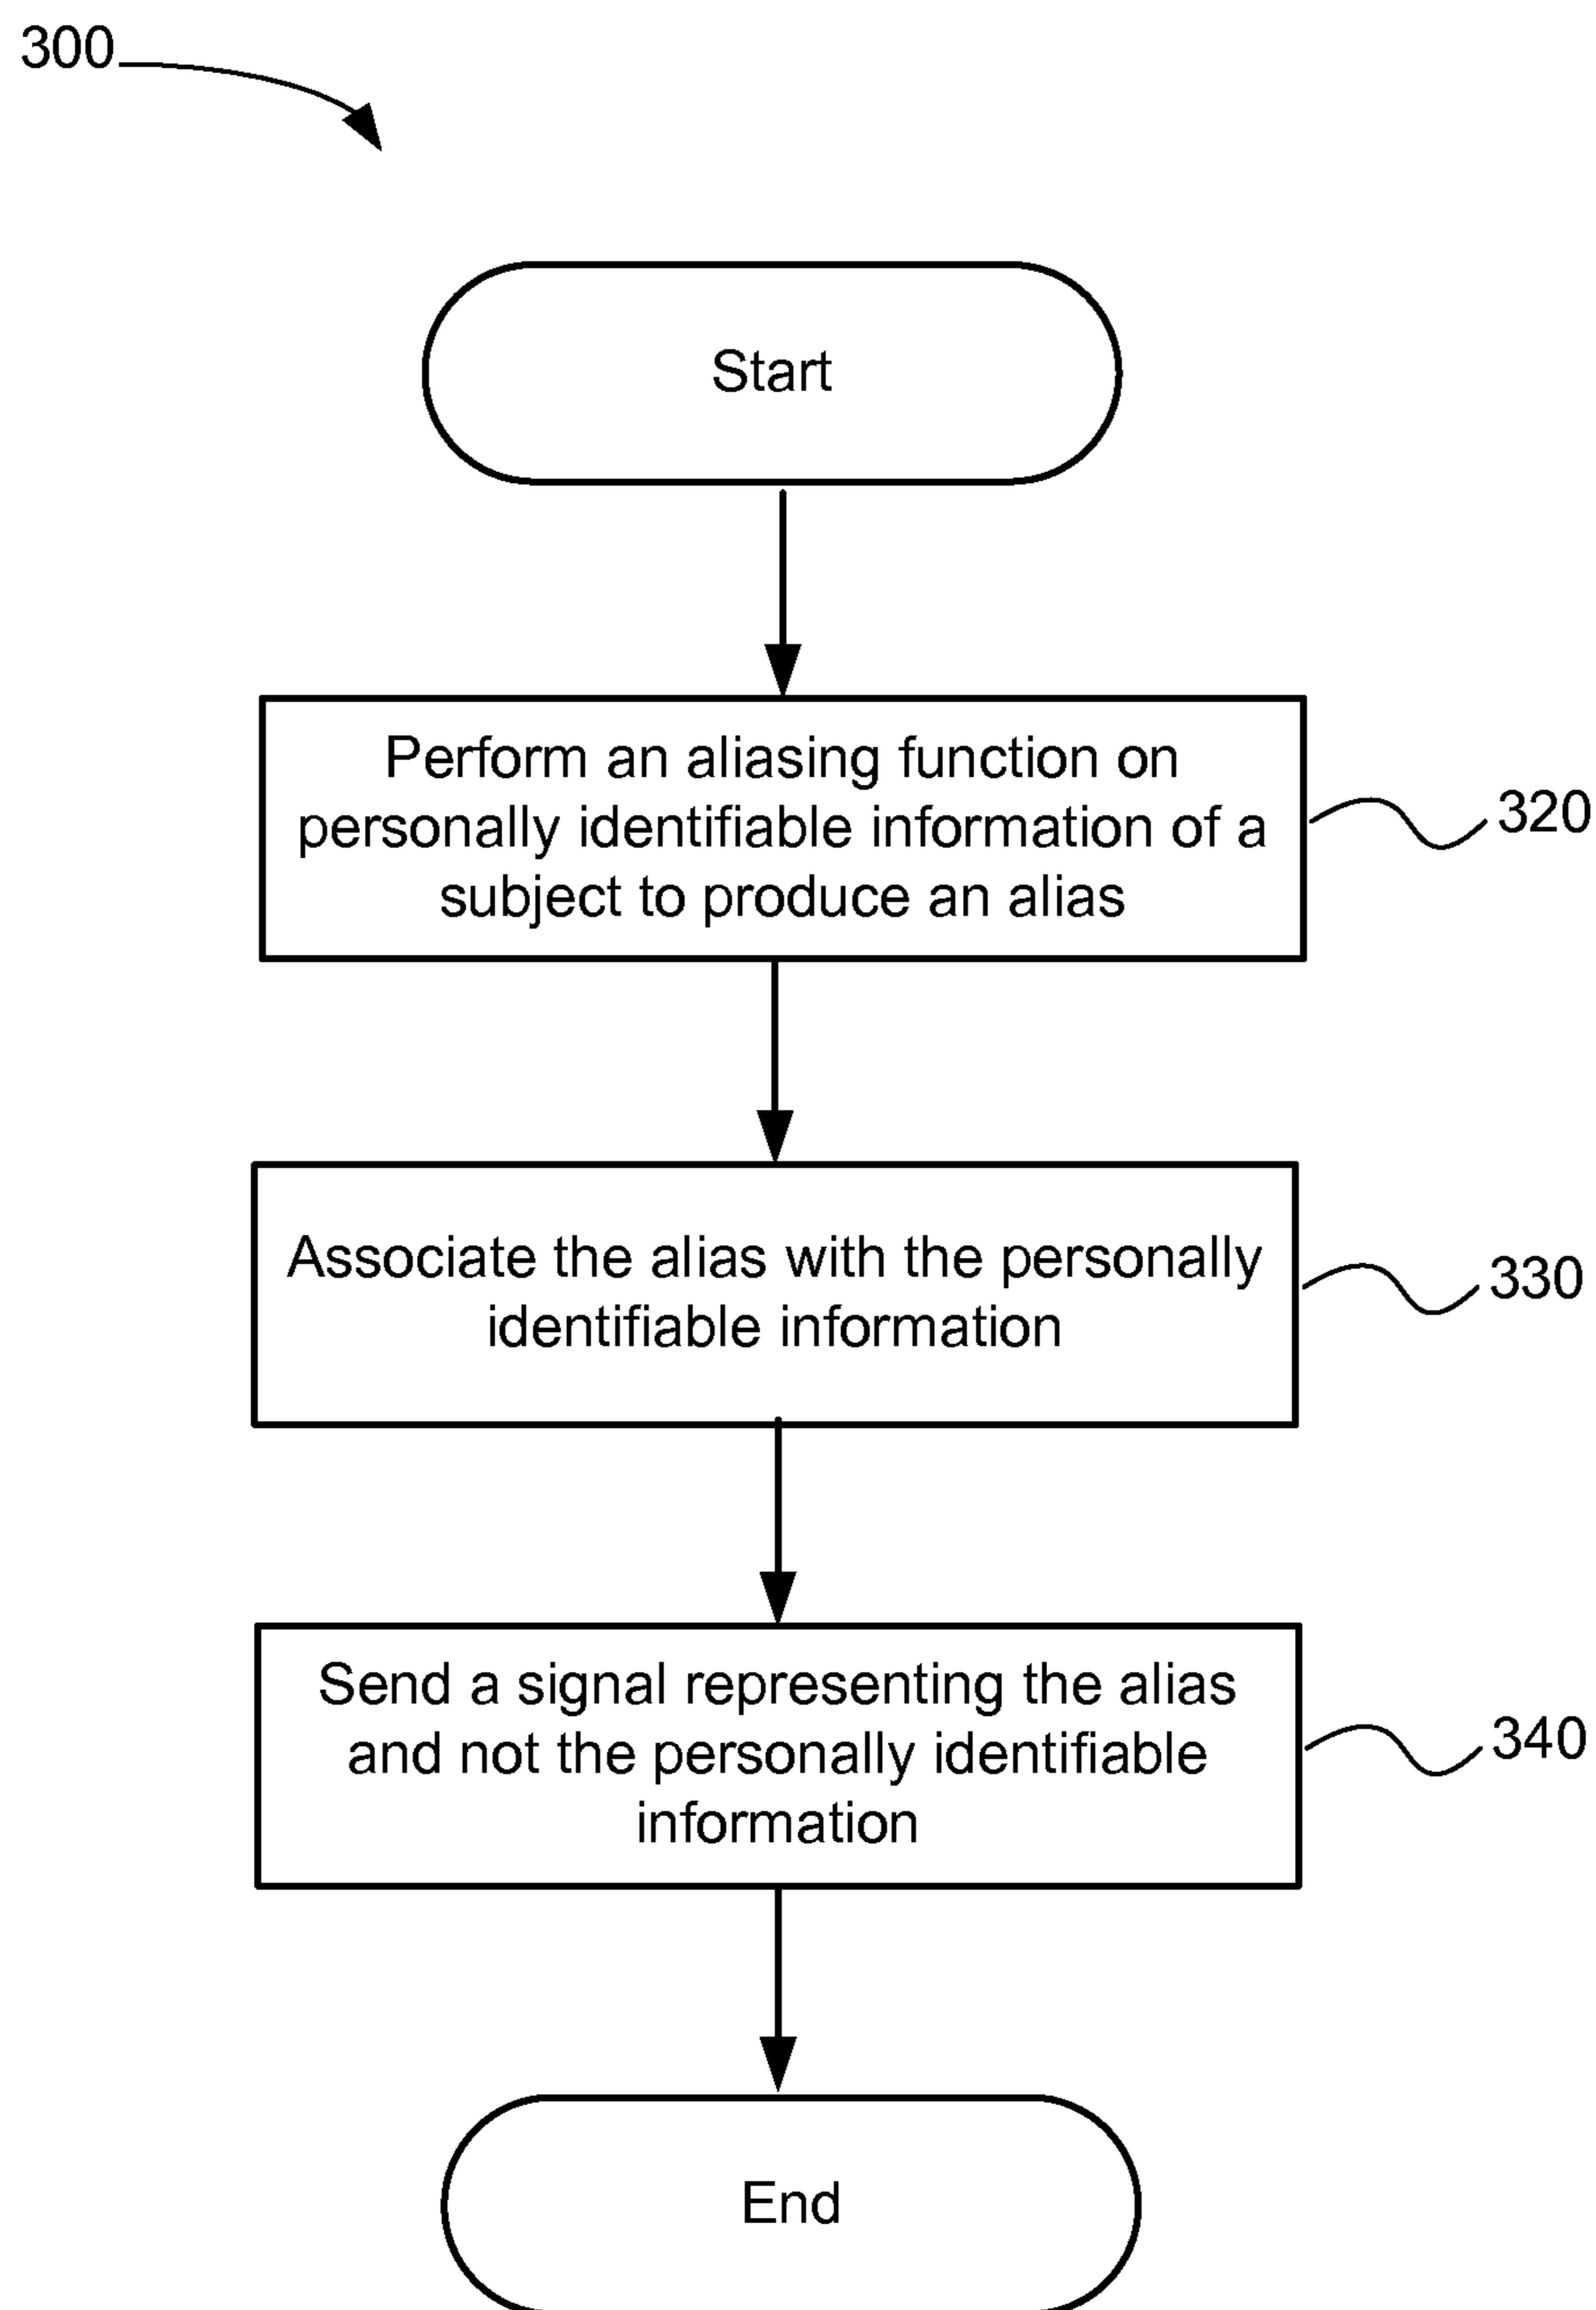 300
Start
Perform an aliasing function on
personally identifiable information of a
subject to produce an alias
320
Associate the alias with the personally
identifiable information
330
Send a signal representing the alias
and not the personally identifiable
information
340
End